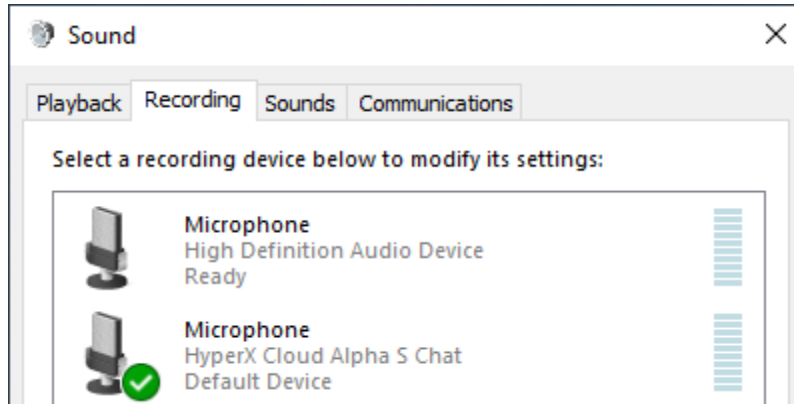 Sound
Playback Recording Sounds Communications
Select a recording device below to modify its settings:
Microphone
High Definition Audio Device
Ready
Microphone
HyperX Cloud Alpha S Chat
Default Device